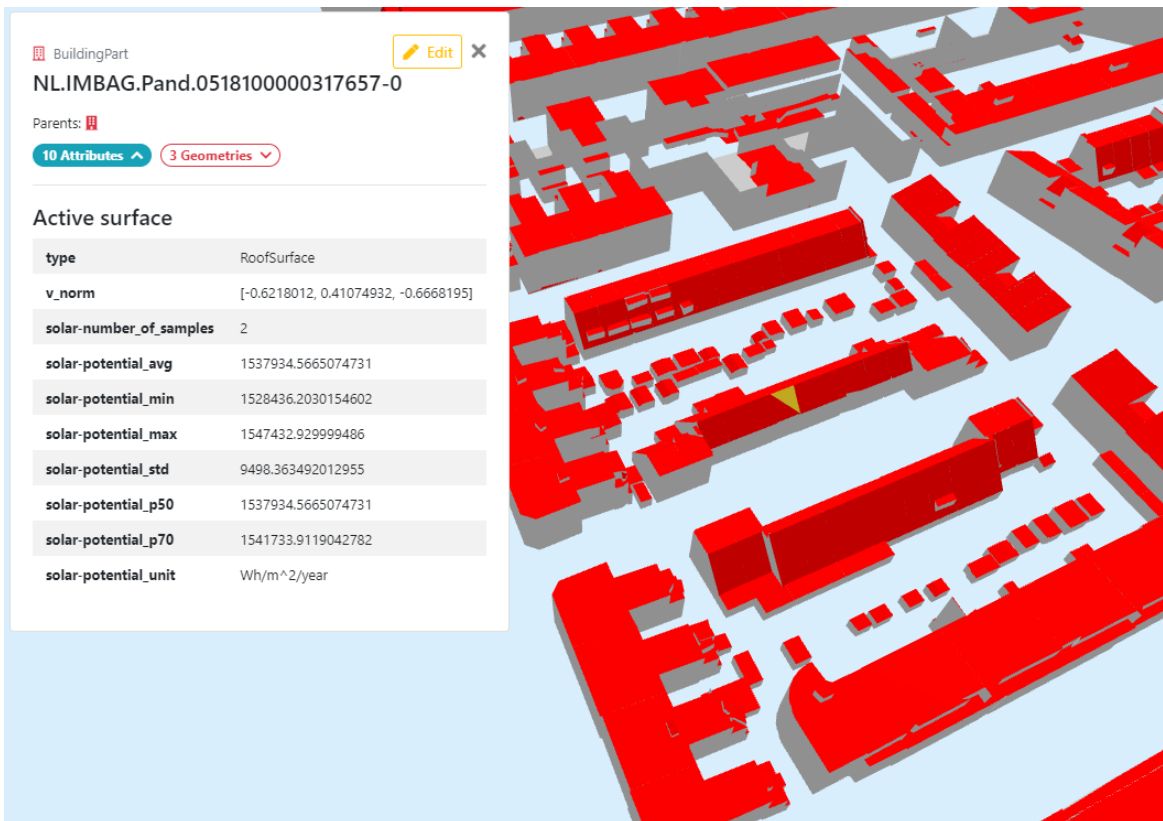 BuildingPart
Edit
NL.IMBAG.Pand.0518100000317657-0
Parents:
10 Attributes
3 Geometries
Active surface
type RoofSurface
v_norm [-0.6218012, 0.41074932, -0.6668195]
solar-number_of_samples 2
solar-potential_avg 1537934.5665074731
solar-potential_min 1528436.2030154602
solar-potential_max 1547432.929999486
solar-potential_std 9498.363492012955
solar-potential_p50 1537934.5665074731
solar-potential_p70 1541733.9119042782
solar-potential_unit Wh/m^2/year